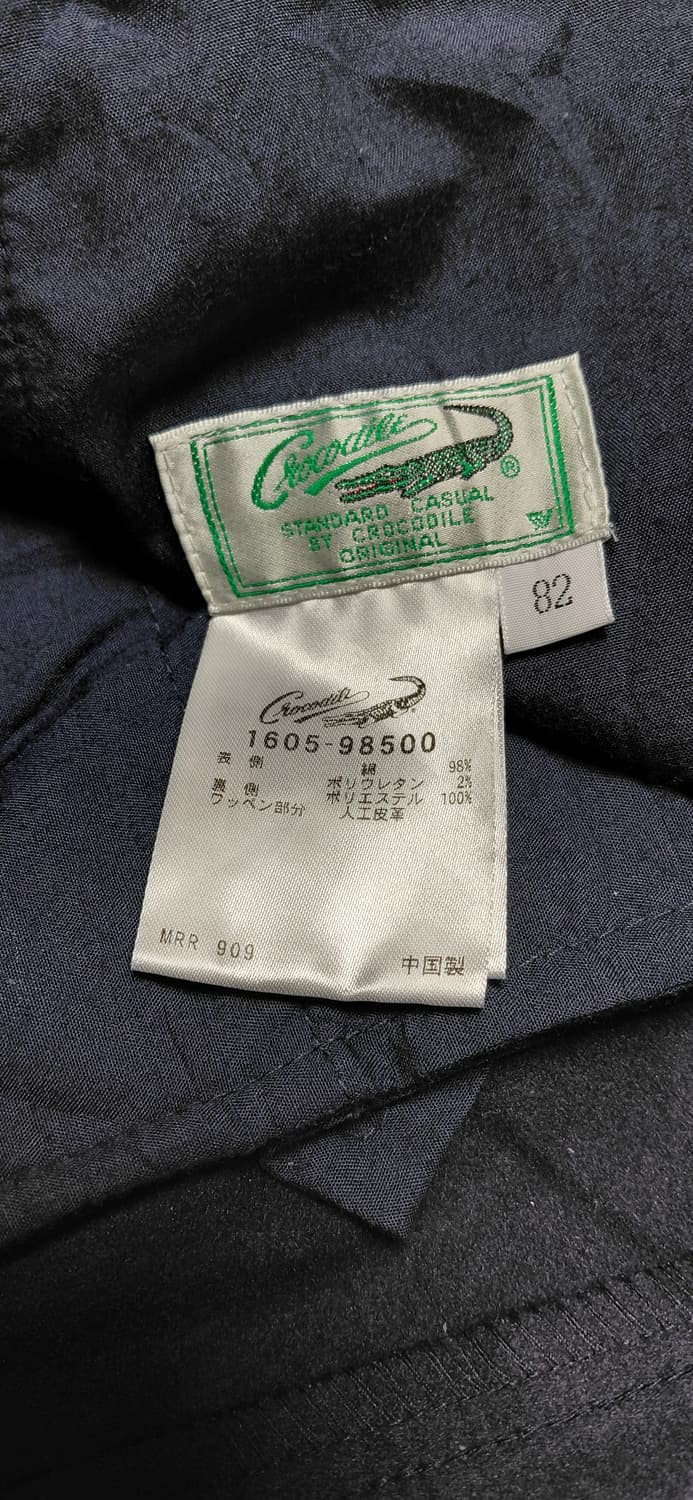 Crocodile
®
STANDARD CASUAL
BY CROCODILE
ORIGINAL
82
Crocodile
1605-98500
表側 綿 98%
ポリウレタン 2%
裏側 ポリエステル 100%
ワッペン部分 人工皮革
MRR 909
中国製